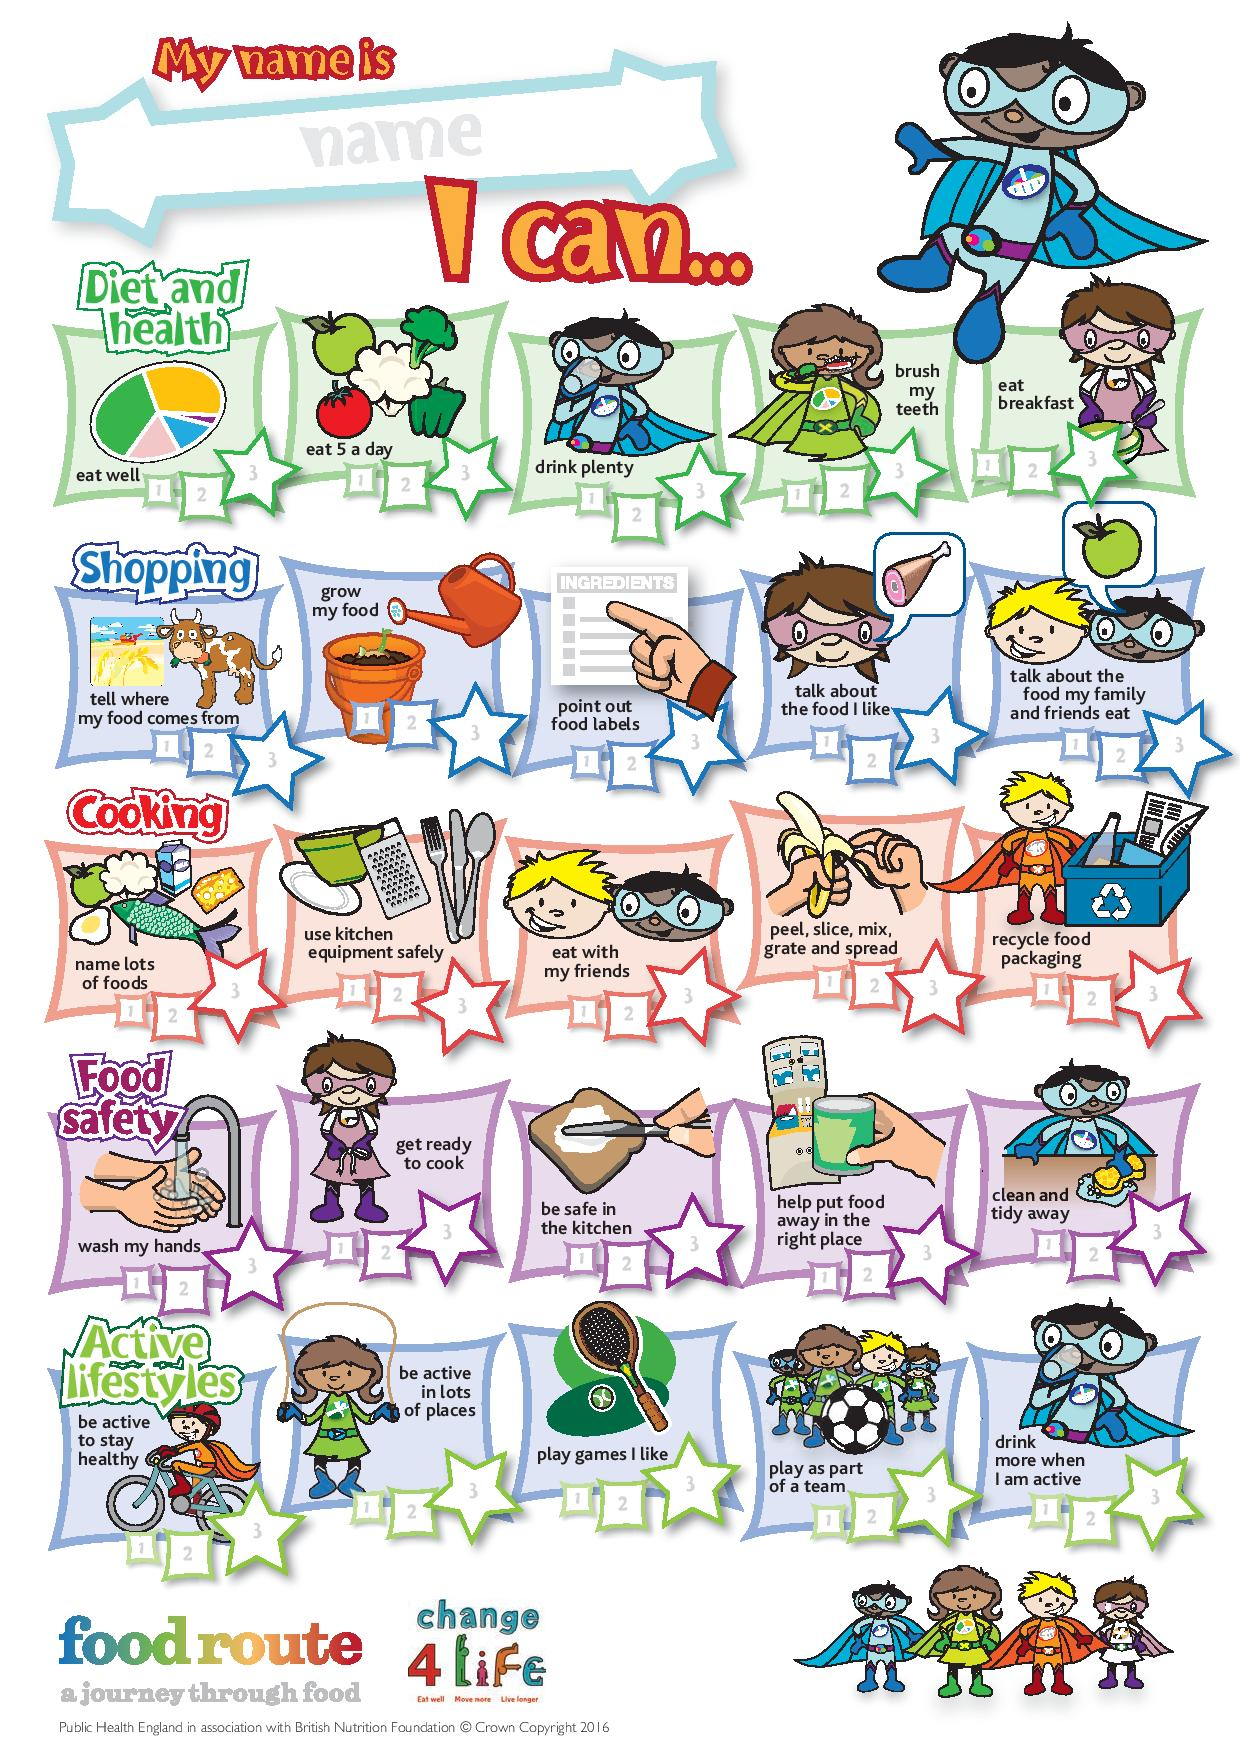 My name is
name
I can...
Diet and
health
eat well
1 2 3
eat 5 a day
1 2 3
drink plenty
1 2 3
brush
my
teeth
1 2 3
eat
breakfast
1 2 3
Shopping
tell where
my food comes from
1 2 3
grow
my food
1 2 3
INGREDIENTS
point out
food labels
1 2 3
talk about
the food I like
1 2 3
talk about the
food my family
and friends eat
1 2 3
Cooking
name lots
of foods
1 2 3
use kitchen
equipment safely
1 2 3
eat with
my friends
1 2 3
peel, slice, mix,
grate and spread
1 2 3
recycle food
packaging
1 2 3
Food
safety
wash my hands
1 2 3
get ready
to cook
1 2 3
be safe in
the kitchen
1 2 3
help put food
away in the
right place
1 2 3
clean and
tidy away
1 2 3
Active
lifestyles
be active
to stay
healthy
1 2 3
be active
in lots
of places
1 2 3
play games I like
1 2 3
play as part
of a team
1 2 3
drink
more when
I am active
1 2 3
food route
a journey through food
change
4 LiFE
Eat well Move more Live longer
Public Health England in association with British Nutrition Foundation © Crown Copyright 2016